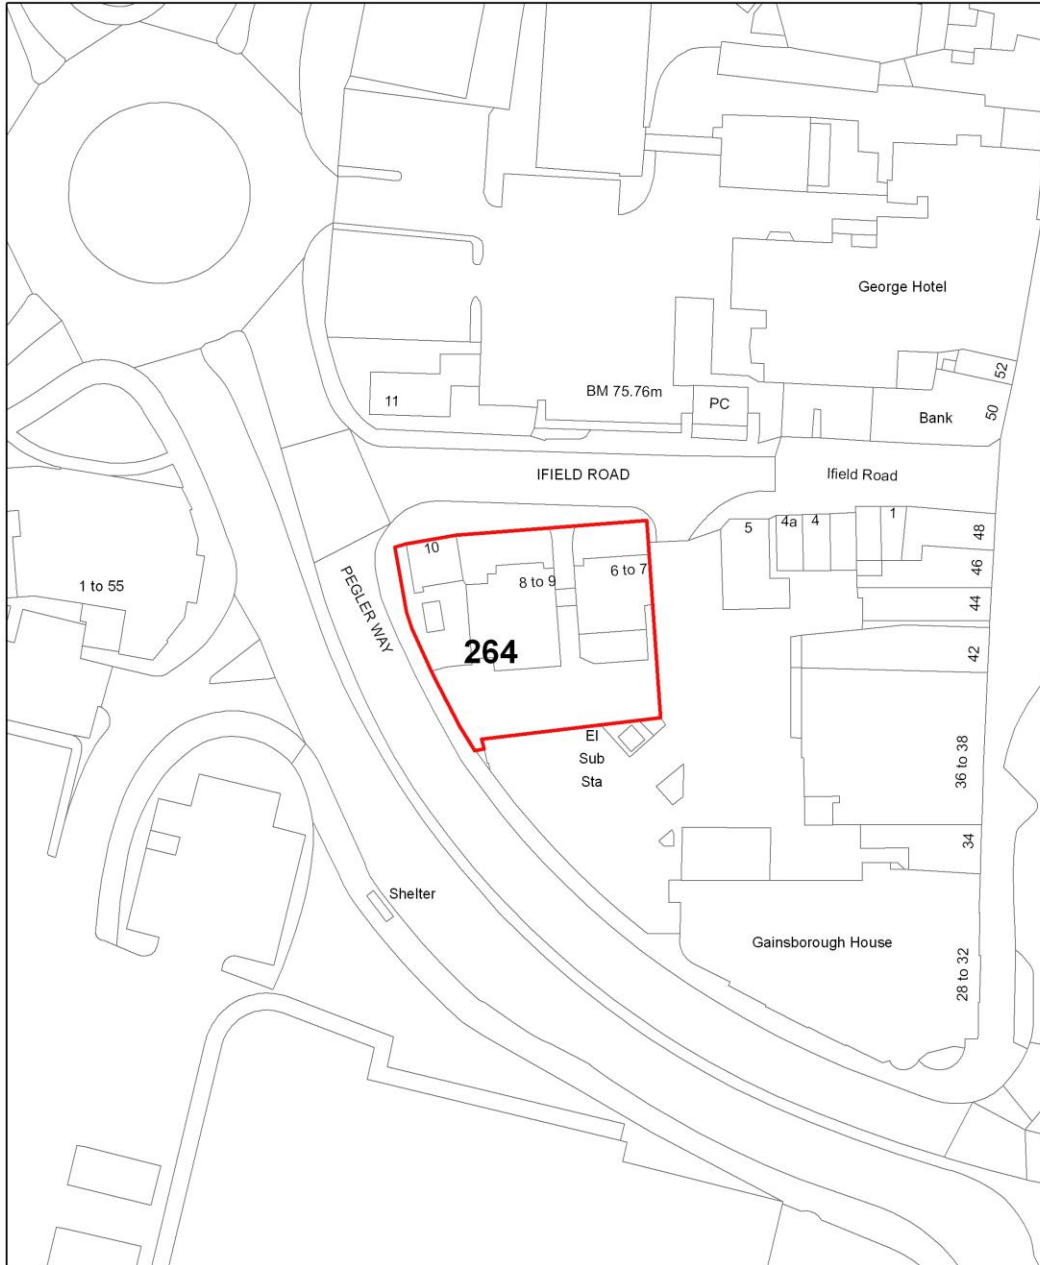 George Hotel
52
BM 75.76m
11
PC
50
Bank
IFIELD ROAD
Ifield Road
1
4a
4
5
48
10
46
6 to 7
8 to 9
1 to 55
44
PEGLER WAY
264
42
El
Sub
Sta
36 to 38
34
Shelter
Gainsborough House
28 to 32